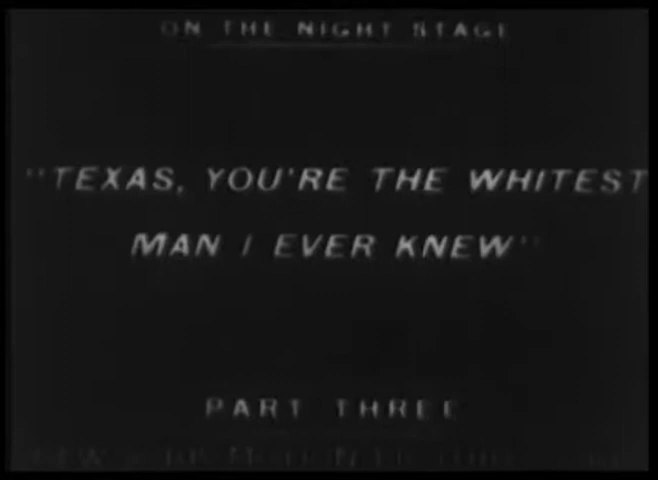 ON THE NIGHT STAGE
"TEXAS, YOU'RE THE WHITEST
MAN I EVER KNEW"
PART THREE